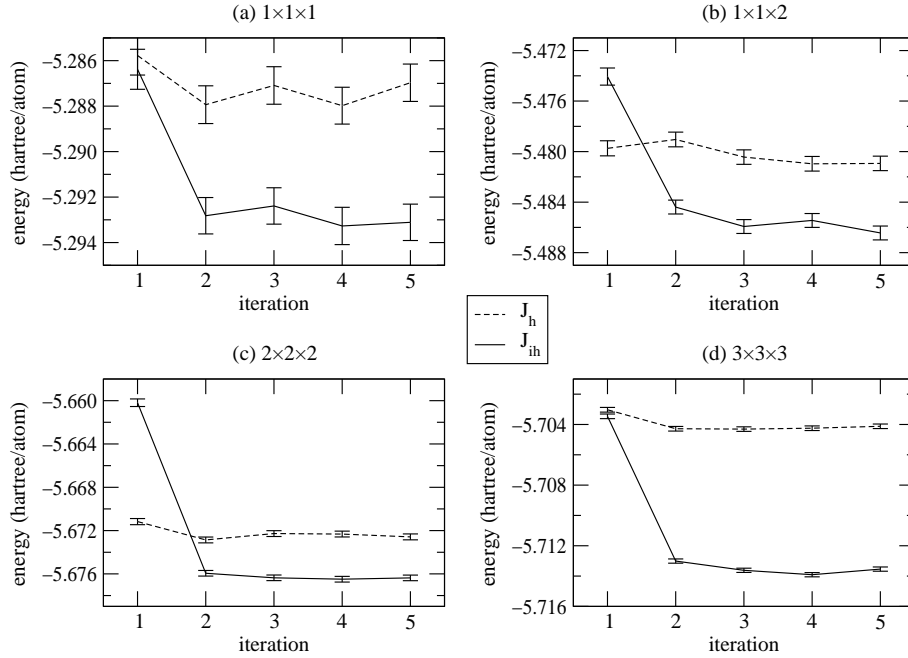 (a) 1×1×1
energy (hartree/atom)
−5.286
−5.288
−5.290
−5.292
−5.294
1 2 3 4 5
iteration
(b) 1×1×2
energy (hartree/atom)
−5.472
−5.476
−5.480
−5.484
−5.488
1 2 3 4 5
iteration
J_h
J_ih
(c) 2×2×2
energy (hartree/atom)
−5.660
−5.664
−5.668
−5.672
−5.676
1 2 3 4 5
iteration
(d) 3×3×3
energy (hartree/atom)
−5.704
−5.708
−5.712
−5.716
1 2 3 4 5
iteration